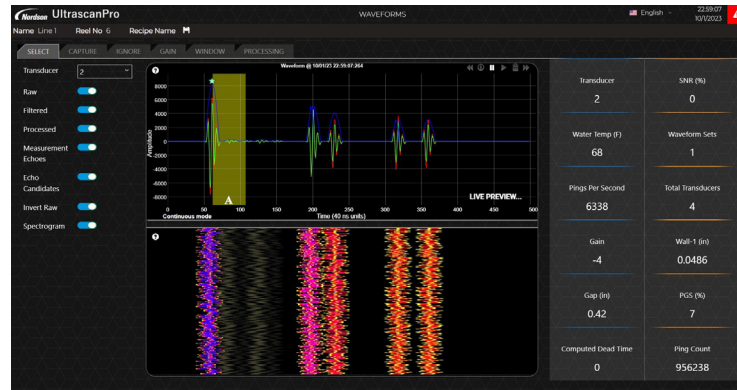 Nordson UltrascanPro
WAVEFORMS
English
22:59:07
10/1/2023
Name Line 1 Reel No 6 Recipe Name
SELECT CAPTURE IGNORE GAIN WINDOW PROCESSING
Transducer 2
Raw
Filtered
Processed
Measurement
Echoes
Echo
Candidates
Invert Raw
Spectrogram
Waveform @ 10/01/23 22:59:07:264
Amplitude
8000
6000
4000
2000
0
-2000
-4000
-6000
-8000
A
LIVE PREVIEW...
0 50 100 150 200 250 300 350 400 450 500
Continuous mode
Time (40 ns units)
Transducer
2
SNR (%)
0
Water Temp (F)
68
Waveform Sets
1
Pings Per Second
6338
Total Transducers
4
Gain
-4
Wall-1 (in)
0.0486
Gap (in)
0.42
PGS (%)
7
Computed Dead Time
0
Ping Count
956238